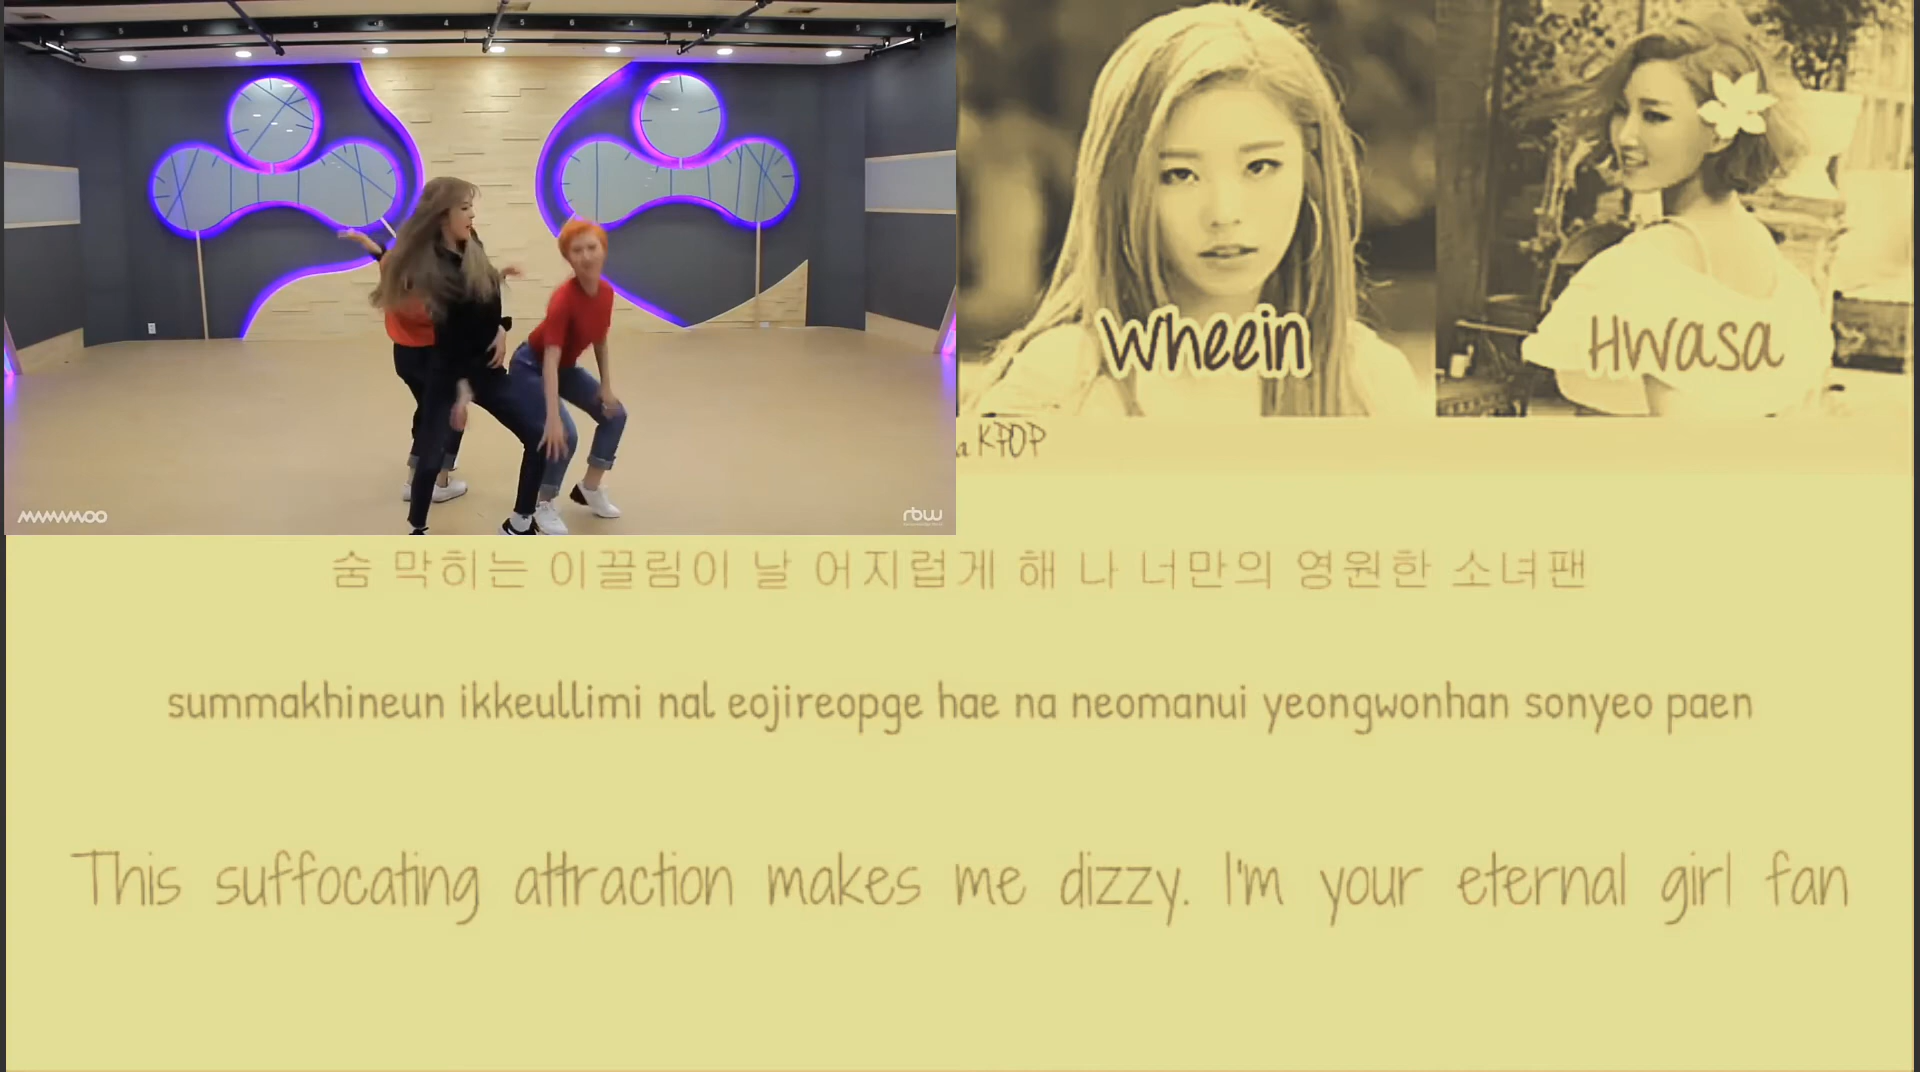 MAMAMOO
rbw
Wheein
Hwasa
a KPOP
숨 막히는 이끌림이 날 어지럽게 해 나 너만의 영원한 소녀팬
summakhineun ikkeullimi nal eojireopge hae na neomanui yeongwonhan sonyeo paen
This suffocating attraction makes me dizzy. I'm your eternal girl fan